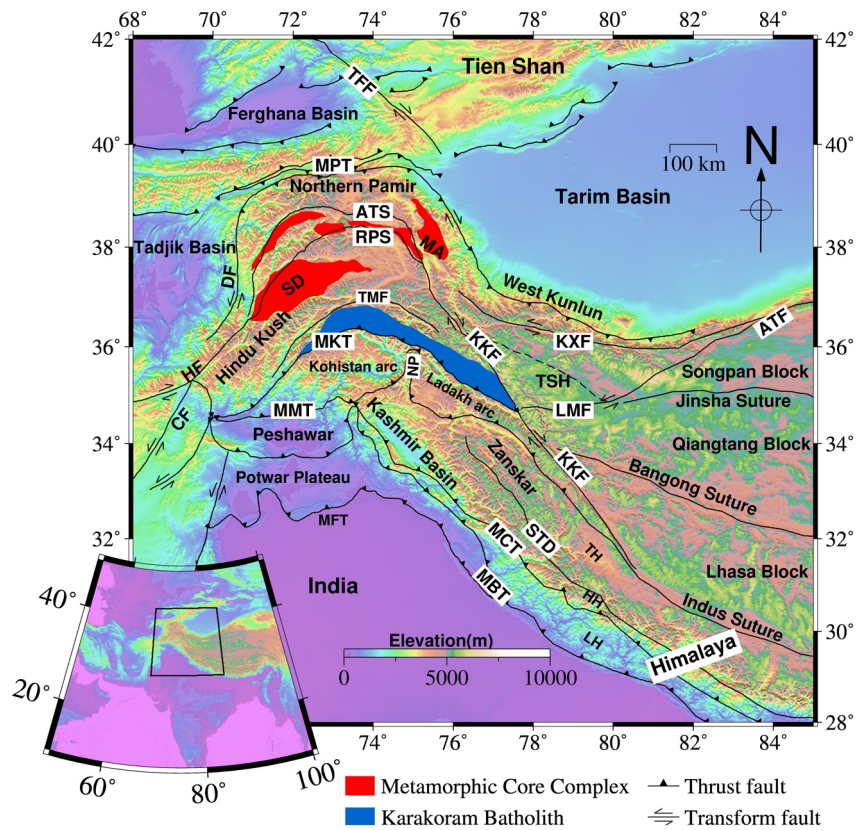 68° 70° 72° 74° 76° 78° 80° 82° 84°
42° 42°
Tien Shan
TFF
Ferghana Basin
40° 40°
100 km
N
MPT
Northern Pamir
Tarim Basin
ATS
RPS
MA
Tadjik Basin
38° 38°
DF
SD
West Kunlun
TMF
ATF
KKF
KXF
MKT
36° 36°
Hindu Kush
HF
Kohistan arc
NP
Songpan Block
TSH
Ladakh arc
Jinsha Suture
LMF
MMT
CF
Peshawar
Kashmir Basin
34° 34°
Qiangtang Block
Zanskar
KKF
Bangong Suture
Potwar Plateau
MFT
MCT
STD
32° 32°
TH
India
MBT
Lhasa Block
HH
Indus Suture
LH
30°
Himalaya
Elevation(m)
0 5000 10000
28°
40°
20°
60° 80° 100°
74° 76° 78° 80° 82° 84°
Metamorphic Core Complex
Thrust fault
Karakoram Batholith
Transform fault